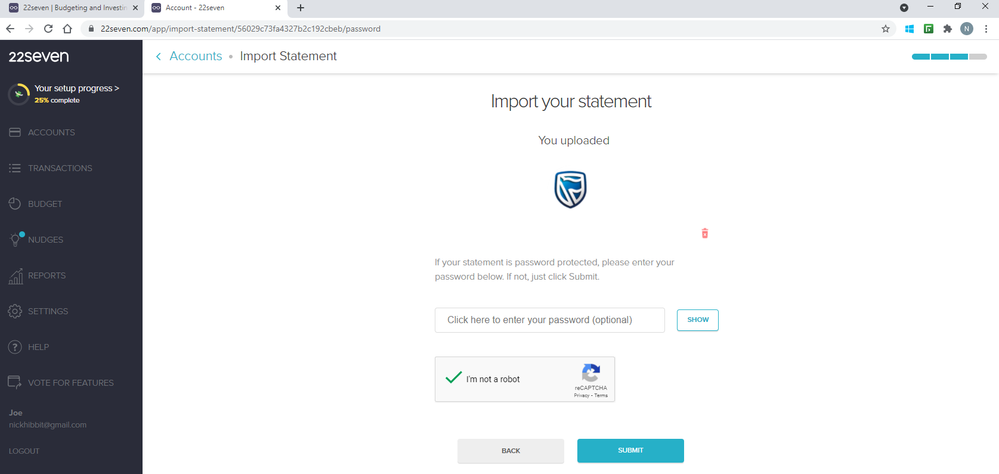 22seven | Budgeting and Investin
Account - 22seven
22seven.com/app/import-statement/56029c73fa4327b2c192cbeb/password
N
22seven
Accounts • Import Statement
Your setup progress >
25% complete
ACCOUNTS
TRANSACTIONS
BUDGET
NUDGES
REPORTS
SETTINGS
HELP
VOTE FOR FEATURES
Joe
nickhibbit@gmail.com
LOGOUT
Import your statement
You uploaded
If your statement is password protected, please enter your
password below. If not, just click Submit.
Click here to enter your password (optional)
SHOW
I'm not a robot
reCAPTCHA
Privacy - Terms
BACK
SUBMIT